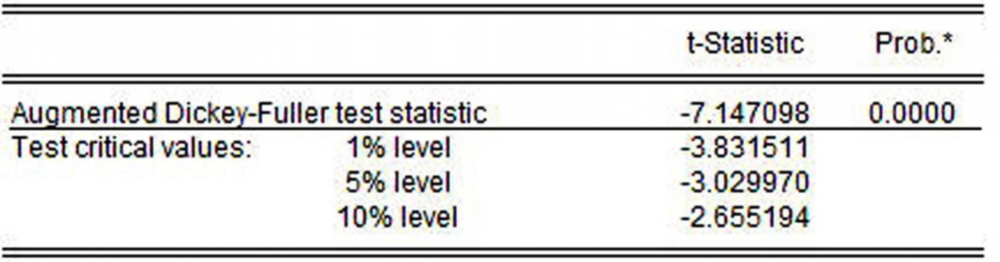 t-Statistic Prob.*
Augmented Dickey-Fuller test statistic -7.147098 0.0000
Test critical values: 1% level -3.831511
5% level -3.029970
10% level -2.655194